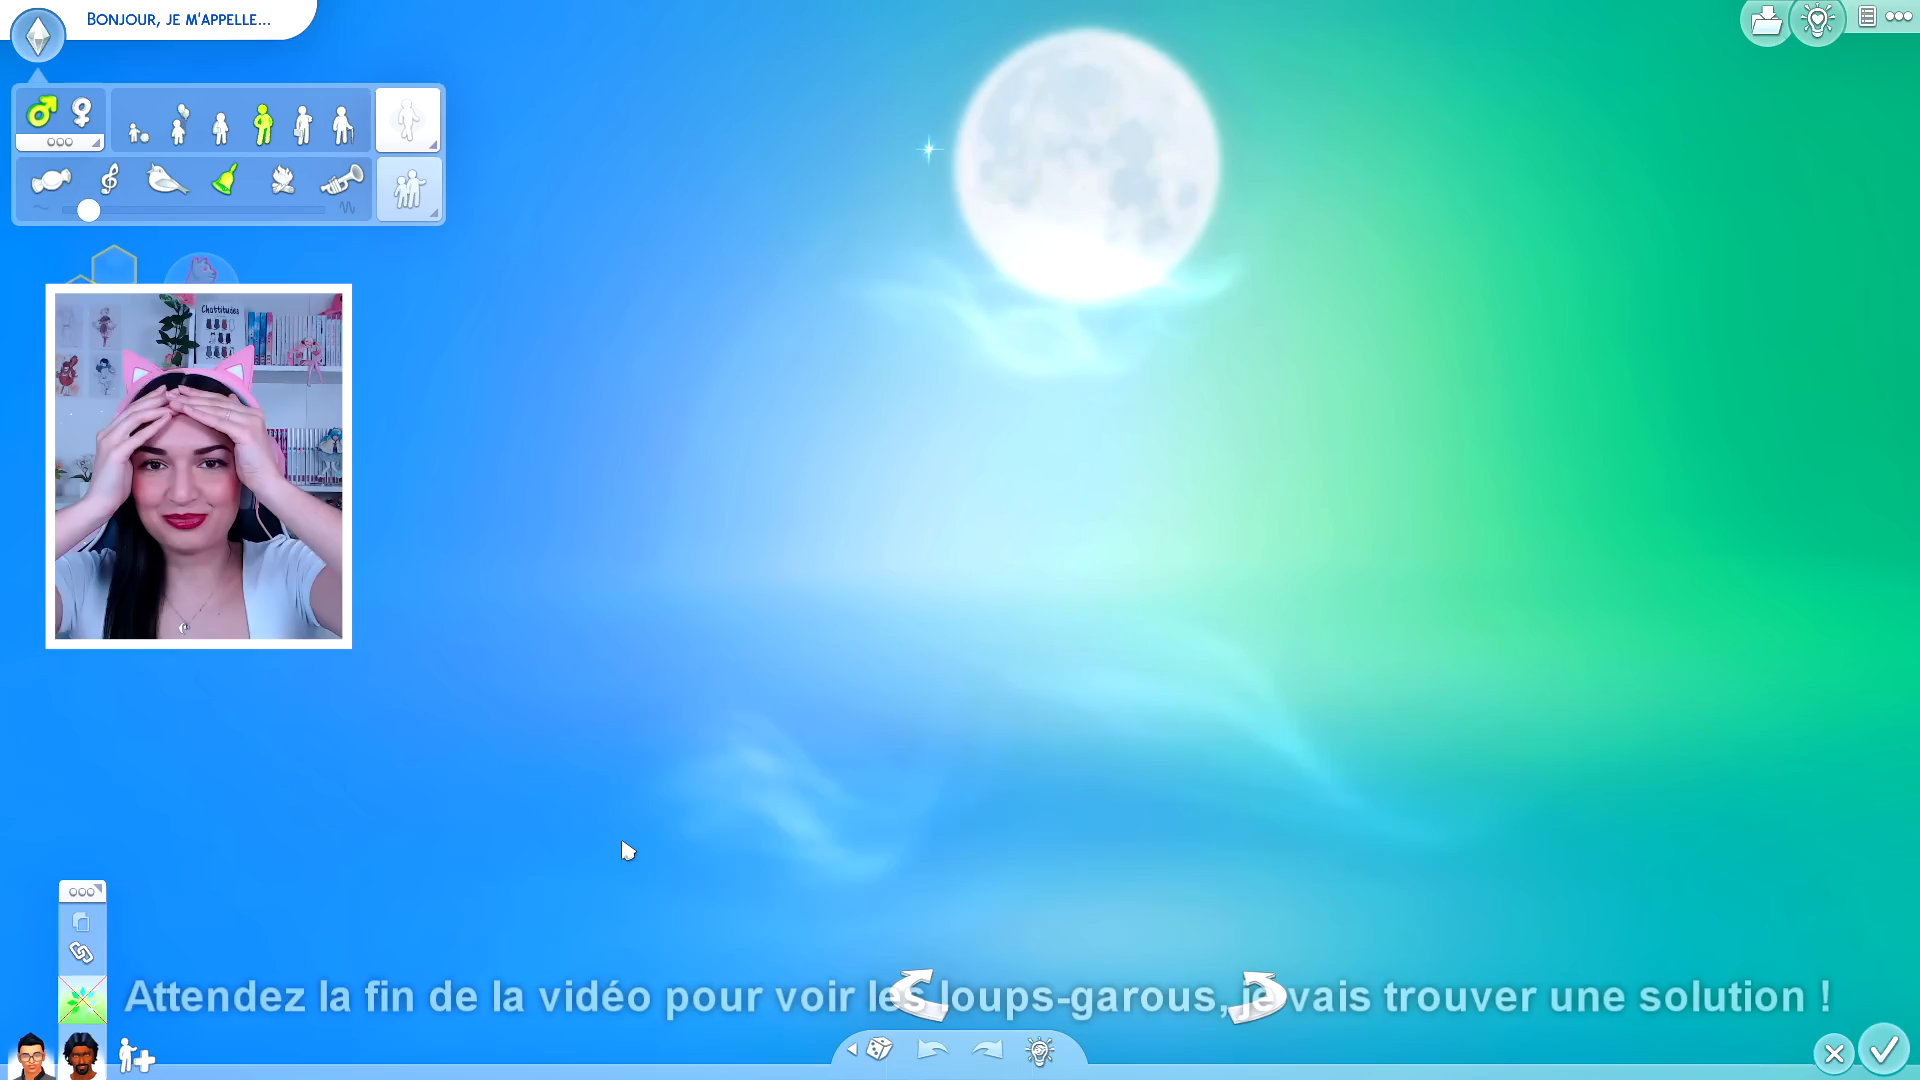 BONJOUR, JE M'APPELLE...
Chattitudes
Attendez la fin de la vidéo pour voir les loups-garous, je vais trouver une solution !